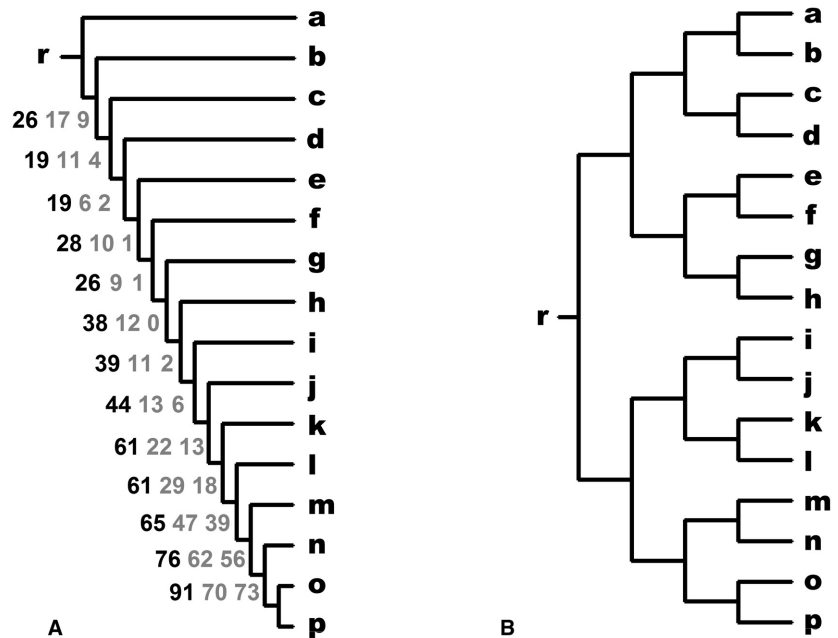 a
r
b
c
26 17 9
d
19 11 4
e
19 6 2
f
28 10 1
g
26 9 1
h
38 12 0
i
39 11 2
j
44 13 6
k
61 22 13
l
61 29 18
m
65 47 39
n
76 62 56
o
91 70 73
p
A
a
b
c
d
e
f
g
h
r
i
j
k
l
m
n
o
p
B